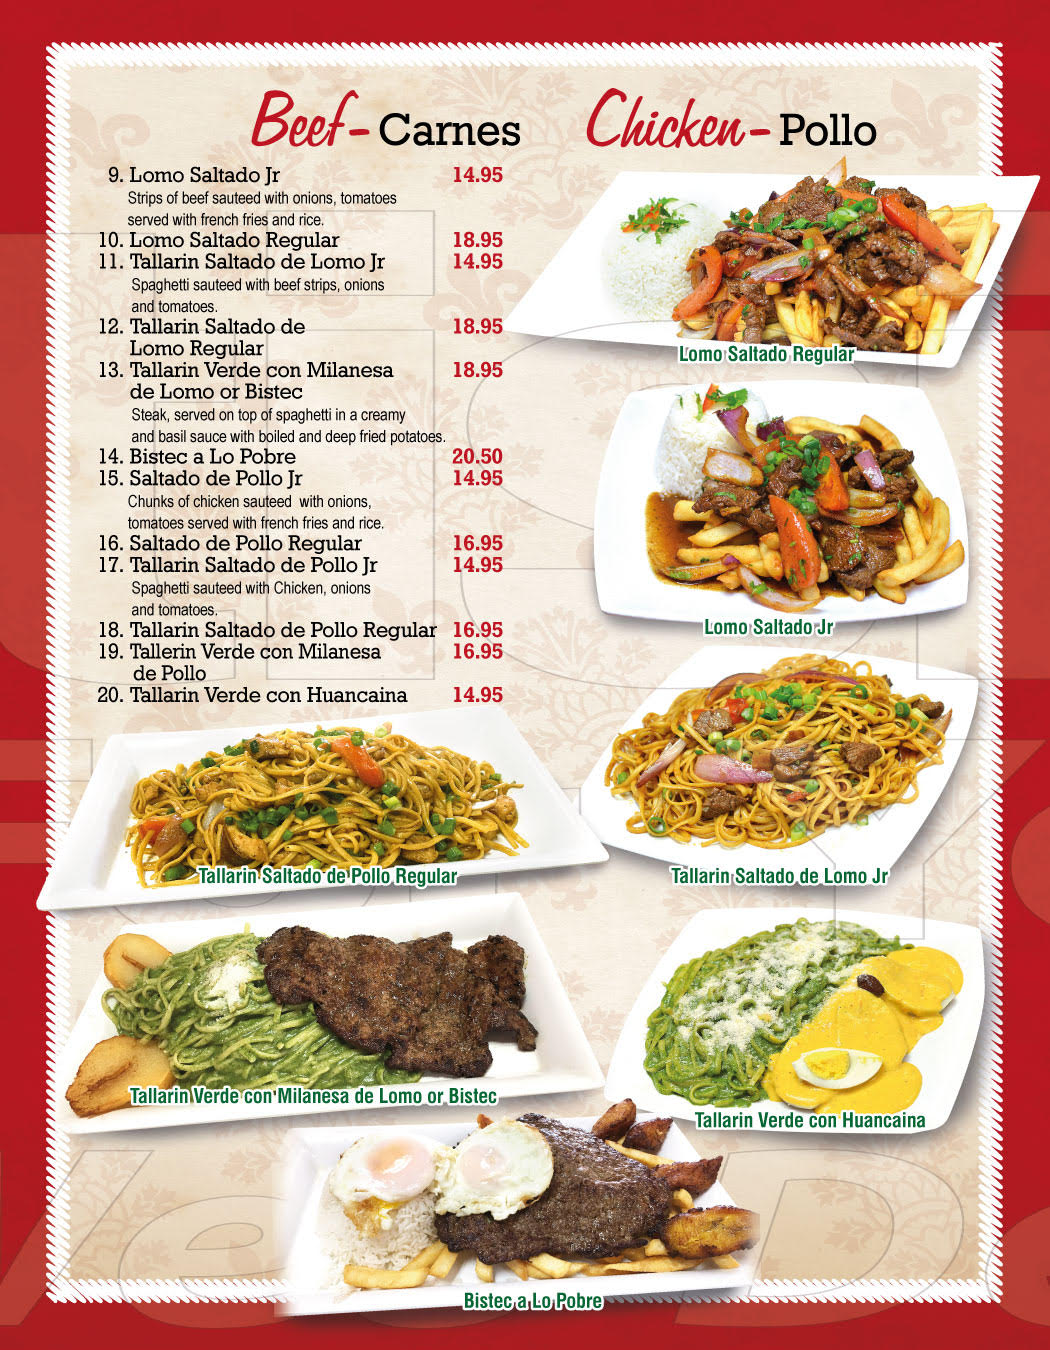 Beef - Carnes
Chicken - Pollo
9. Lomo Saltado Jr 14.95
Strips of beef sauteed with onions, tomatoes
served with french fries and rice.
10. Lomo Saltado Regular 18.95
11. Tallarin Saltado de Lomo Jr 14.95
Spaghetti sauteed with beef strips, onions
and tomatoes.
12. Tallarin Saltado de 18.95
Lomo Regular
13. Tallarin Verde con Milanesa 18.95
de Lomo or Bistec
Steak, served on top of spaghetti in a creamy
and basil sauce with boiled and deep fried potatoes.
14. Bistec a Lo Pobre 20.50
15. Saltado de Pollo Jr 14.95
Chunks of chicken sauteed with onions,
tomatoes served with french fries and rice.
16. Saltado de Pollo Regular 16.95
17. Tallarin Saltado de Pollo Jr 14.95
Spaghetti sauteed with Chicken, onions
and tomatoes.
18. Tallarin Saltado de Pollo Regular 16.95
19. Tallerin Verde con Milanesa 16.95
de Pollo
20. Tallarin Verde con Huancaina 14.95
Lomo Saltado Regular
Lomo Saltado Jr
Tallarin Saltado de Pollo Regular
Tallarin Saltado de Lomo Jr
Tallarin Verde con Milanesa de Lomo or Bistec
Tallarin Verde con Huancaina
Bistec a Lo Pobre